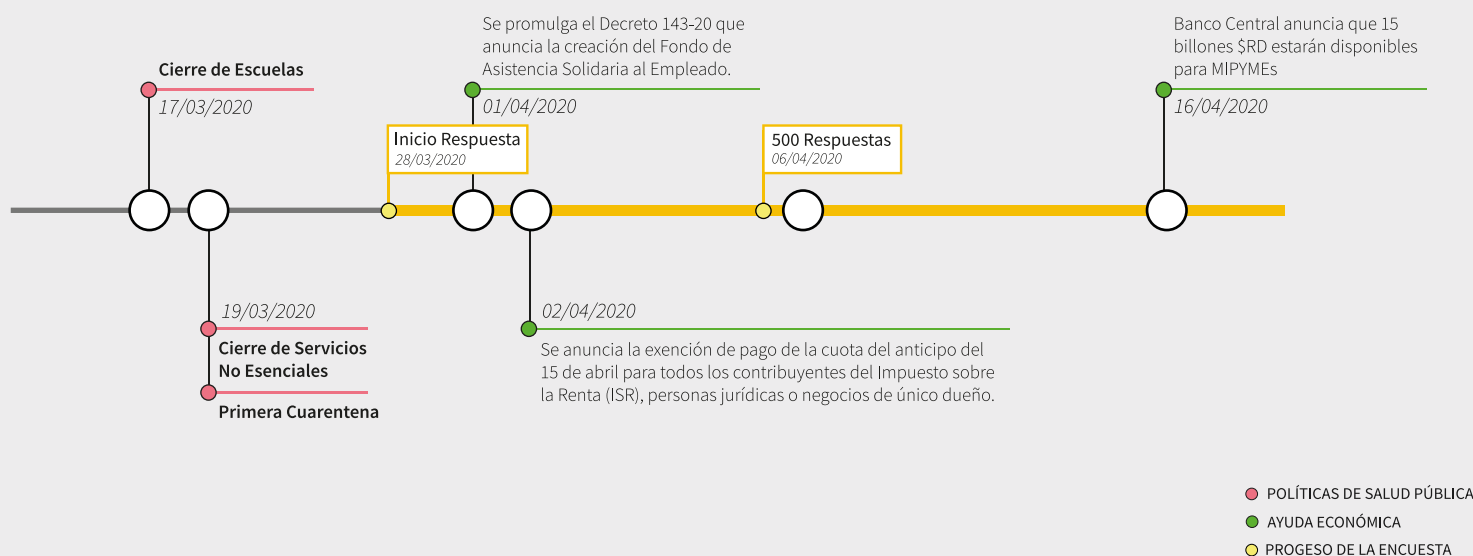 Cierre de Escuelas
17/03/2020
19/03/2020
Cierre de Servicios
No Esenciales
Primera Cuarentena
Inicio Respuesta
28/03/2020
Se promulga el Decreto 143-20 que
anuncia la creación del Fondo de
Asistencia Solidaria al Empleado.
01/04/2020
02/04/2020
Se anuncia la exención de pago de la cuota del anticipo del
15 de abril para todos los contribuyentes del Impuesto sobre
la Renta (ISR), personas jurídicas o negocios de único dueño.
500 Respuestas
06/04/2020
Banco Central anuncia que 15
billones $RD estarán disponibles
para MIPYMEs
16/04/2020
POLÍTICAS DE SALUD PÚBLICA
AYUDA ECONÓMICA
PROGESO DE LA ENCUESTA